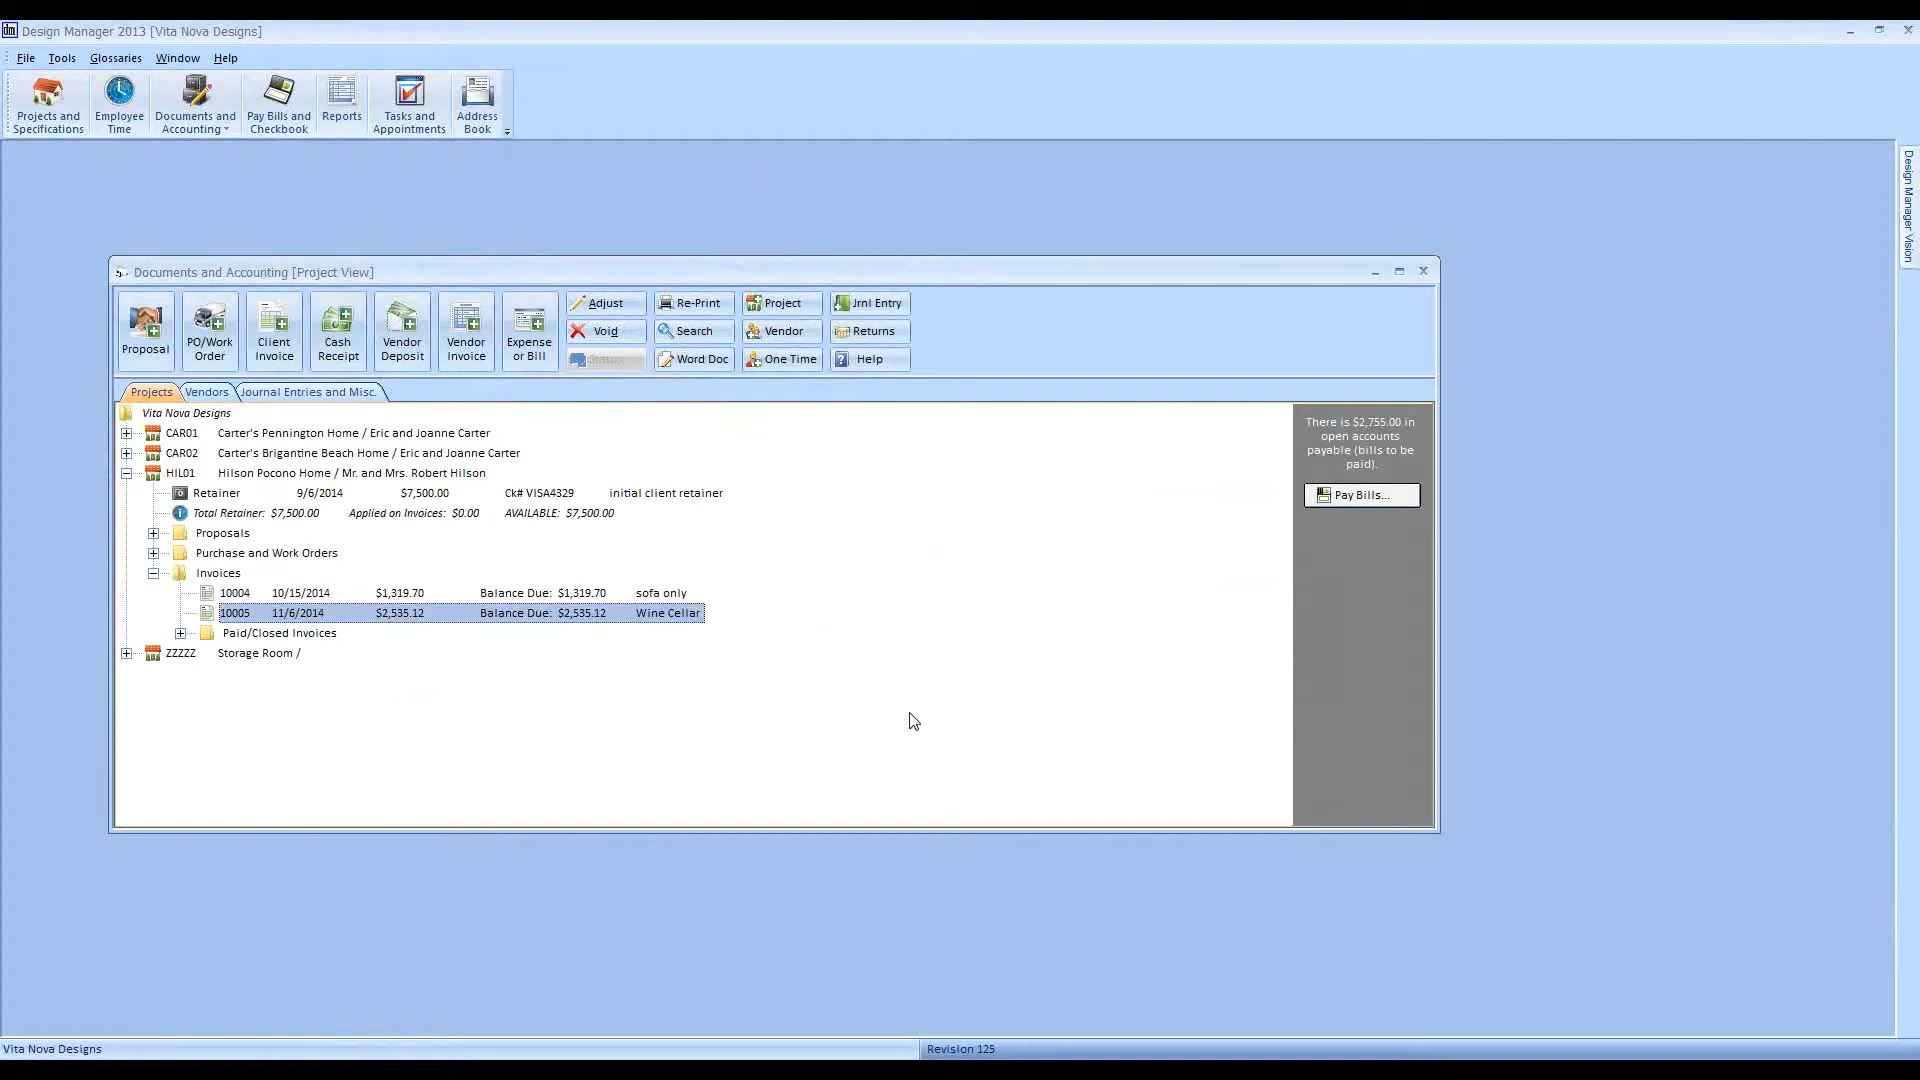 dm Design Manager 2013 [Vita Nova Designs]
File Tools Glossaries Window Help
Projects and Specifications
Employee Time
Documents and Accounting
Pay Bills and Checkbook
Reports
Tasks and Appointments
Address Book
Design Manager Vision
Documents and Accounting [Project View]
Proposal
PO/Work Order
Client Invoice
Cash Receipt
Vendor Deposit
Vendor Invoice
Expense or Bill
Adjust Re-Print Project Jrnl Entry
Void Search Vendor Returns
Status Word Doc One Time Help
Projects Vendors Journal Entries and Misc.
Vita Nova Designs
CAR01 Carter's Pennington Home / Eric and Joanne Carter
CAR02 Carter's Brigantine Beach Home / Eric and Joanne Carter
HIL01 Hilson Pocono Home / Mr. and Mrs. Robert Hilson
Retainer 9/6/2014 $7,500.00 Ck# VISA4329 initial client retainer
Total Retainer: $7,500.00 Applied on Invoices: $0.00 AVAILABLE: $7,500.00
Proposals
Purchase and Work Orders
Invoices
10004 10/15/2014 $1,319.70 Balance Due: $1,319.70 sofa only
10005 11/6/2014 $2,535.12 Balance Due: $2,535.12 Wine Cellar
Paid/Closed Invoices
ZZZZZ Storage Room /
There is $2,755.00 in
open accounts
payable (bills to be
paid).
Pay Bills...
Vita Nova Designs
Revision 125